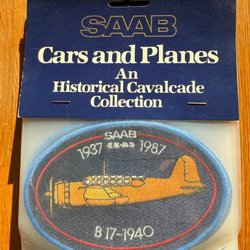 SAAB
Cars and Planes
An
Historical Cavalcade
Collection
SAAB
1937 1987
B 17-1940